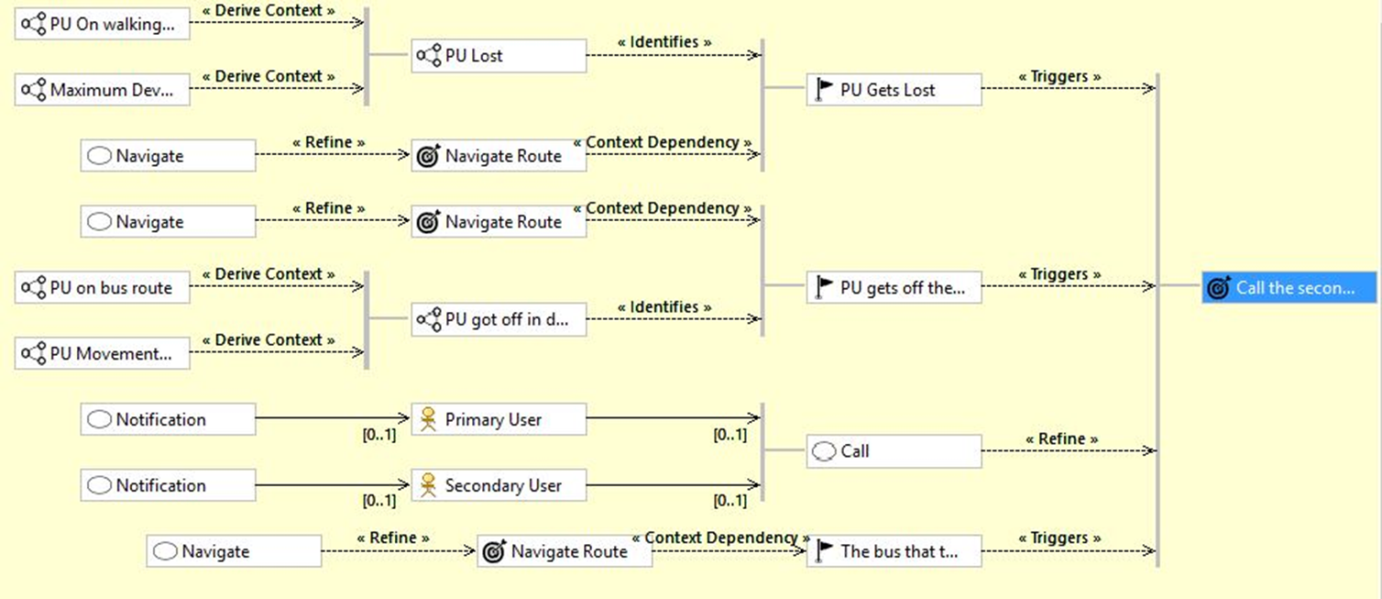 « Derive Context »
PU On walking...
« Identifies »
PU Lost
« Derive Context »
« Triggers »
Maximum Dev...
PU Gets Lost
« Refine »
« Context Dependency »
Navigate
Navigate Route
« Refine »
« Context Dependency »
Navigate
Navigate Route
« Derive Context »
« Triggers »
PU on bus route
PU gets off the...
Call the secon...
« Identifies »
PU got off in d...
« Derive Context »
PU Movement...
Notification
Primary User
[0..1]
[0..1]
« Refine »
Call
Notification
Secondary User
[0..1]
[0..1]
« Refine »
« Context Dependency »
« Triggers »
Navigate
Navigate Route
The bus that t...